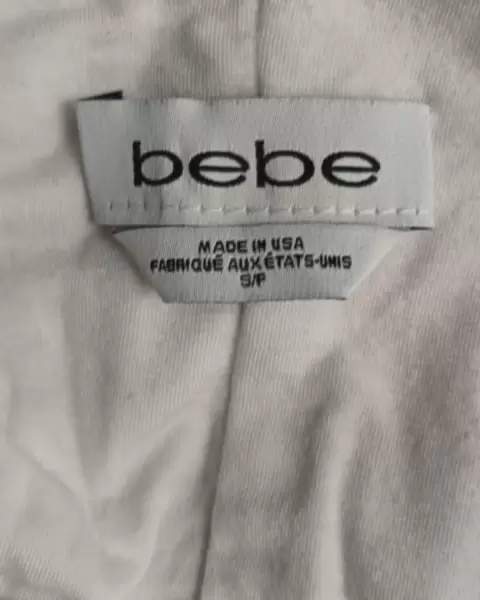 bebe
MADE IN USA
FABRIQUÉ AUX ÉTATS-UNIS
S/P